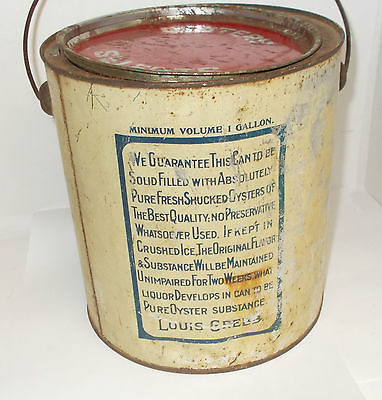 MINIMUM VOLUME 1 GALLON.
WE GUARANTEE THIS CAN TO BE
SOLID FILLED WITH ABSOLUTELY
PURE FRESH SHUCKED OYSTERS OF
THE BEST QUALITY, NO PRESERVATIVE
WHATSOEVER USED. IF KEPT IN
CRUSHED ICE, THE ORIGINAL FLAVOR
& SUBSTANCE WILL BE MAINTAINED
UNIMPAIRED FOR TWO WEEKS. WHAT
LIQUOR DEVELOPS IN CAN TO BE
PURE OYSTER SUBSTANCE.
LOUIS